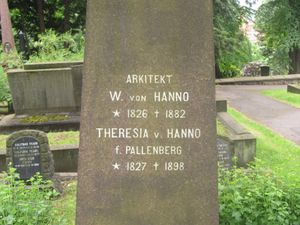 ARKITEKT
W. VON HANNO
* 1826 † 1882
THERESIA V. HANNO
f. PALLENBERG
* 1827 † 1898